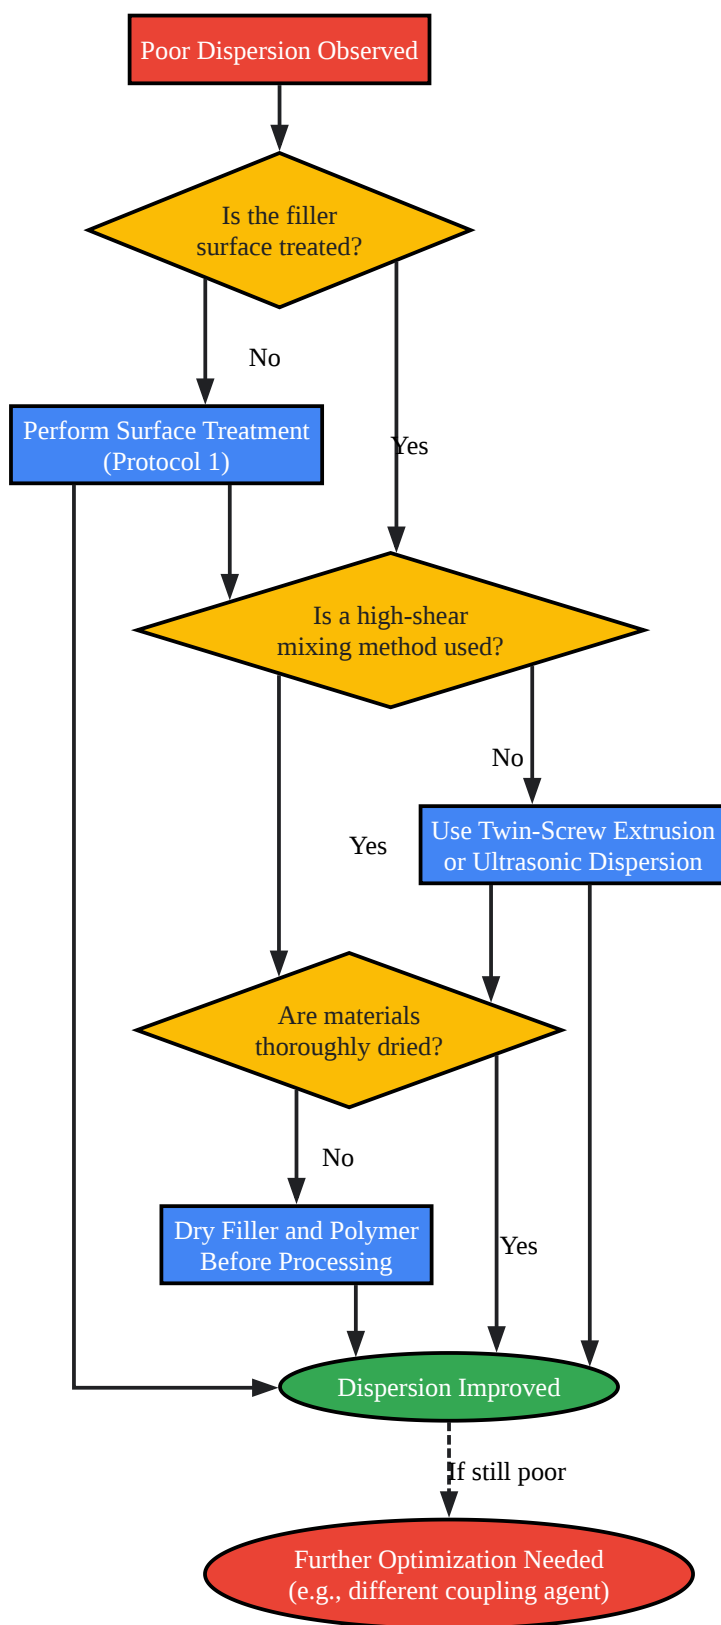 Poor Dispersion Observed
Is the filler
surface treated?
No
Perform Surface Treatment
(Protocol 1)
Yes
Is a high-shear
mixing method used?
No
Use Twin-Screw Extrusion
or Ultrasonic Dispersion
Yes
Are materials
thoroughly dried?
No
Dry Filler and Polymer
Before Processing
Yes
Dispersion Improved
If still poor
Further Optimization Needed
(e.g., different coupling agent)